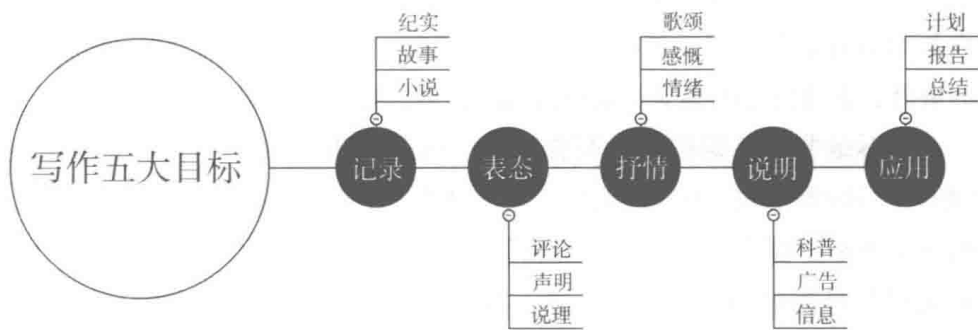 写作五大目标
记录
纪实
故事
小说
表态
评论
声明
说理
抒情
歌颂
感慨
情绪
说明
科普
广告
信息
应用
计划
报告
总结